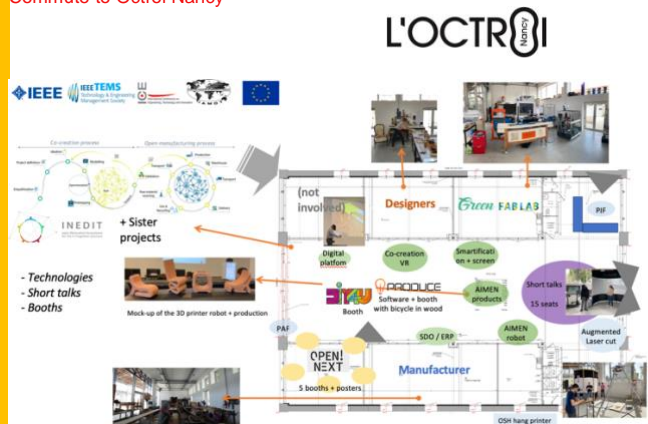 Commute to Octroi Nancy
L'OCTROI
Nancy
IEEE
IEEE TEMS
Technology & Engineering
Management Society
ICE
Co-creation process
Open manufacturing process
INEDIT
+ Sister
projects
- Technologies
- Short talks
- Booths
Mock-up of the 3D printer robot + production
(not
involved)
Designers
Green FABLAB
PIF
Digital
platfom
Co-creation
VR
Smartificati
on + screen
DIY4U
Booth
PRODUCE
Software + booth
with bicycle in wood
AIMEN
products
Short talks
15 seats
PAF
SDO / ERP
AIMEN
robot
Augmented
Laser cut
OPEN!
NEXT
5 booths + posters
Manufacturer
OSH hang printer